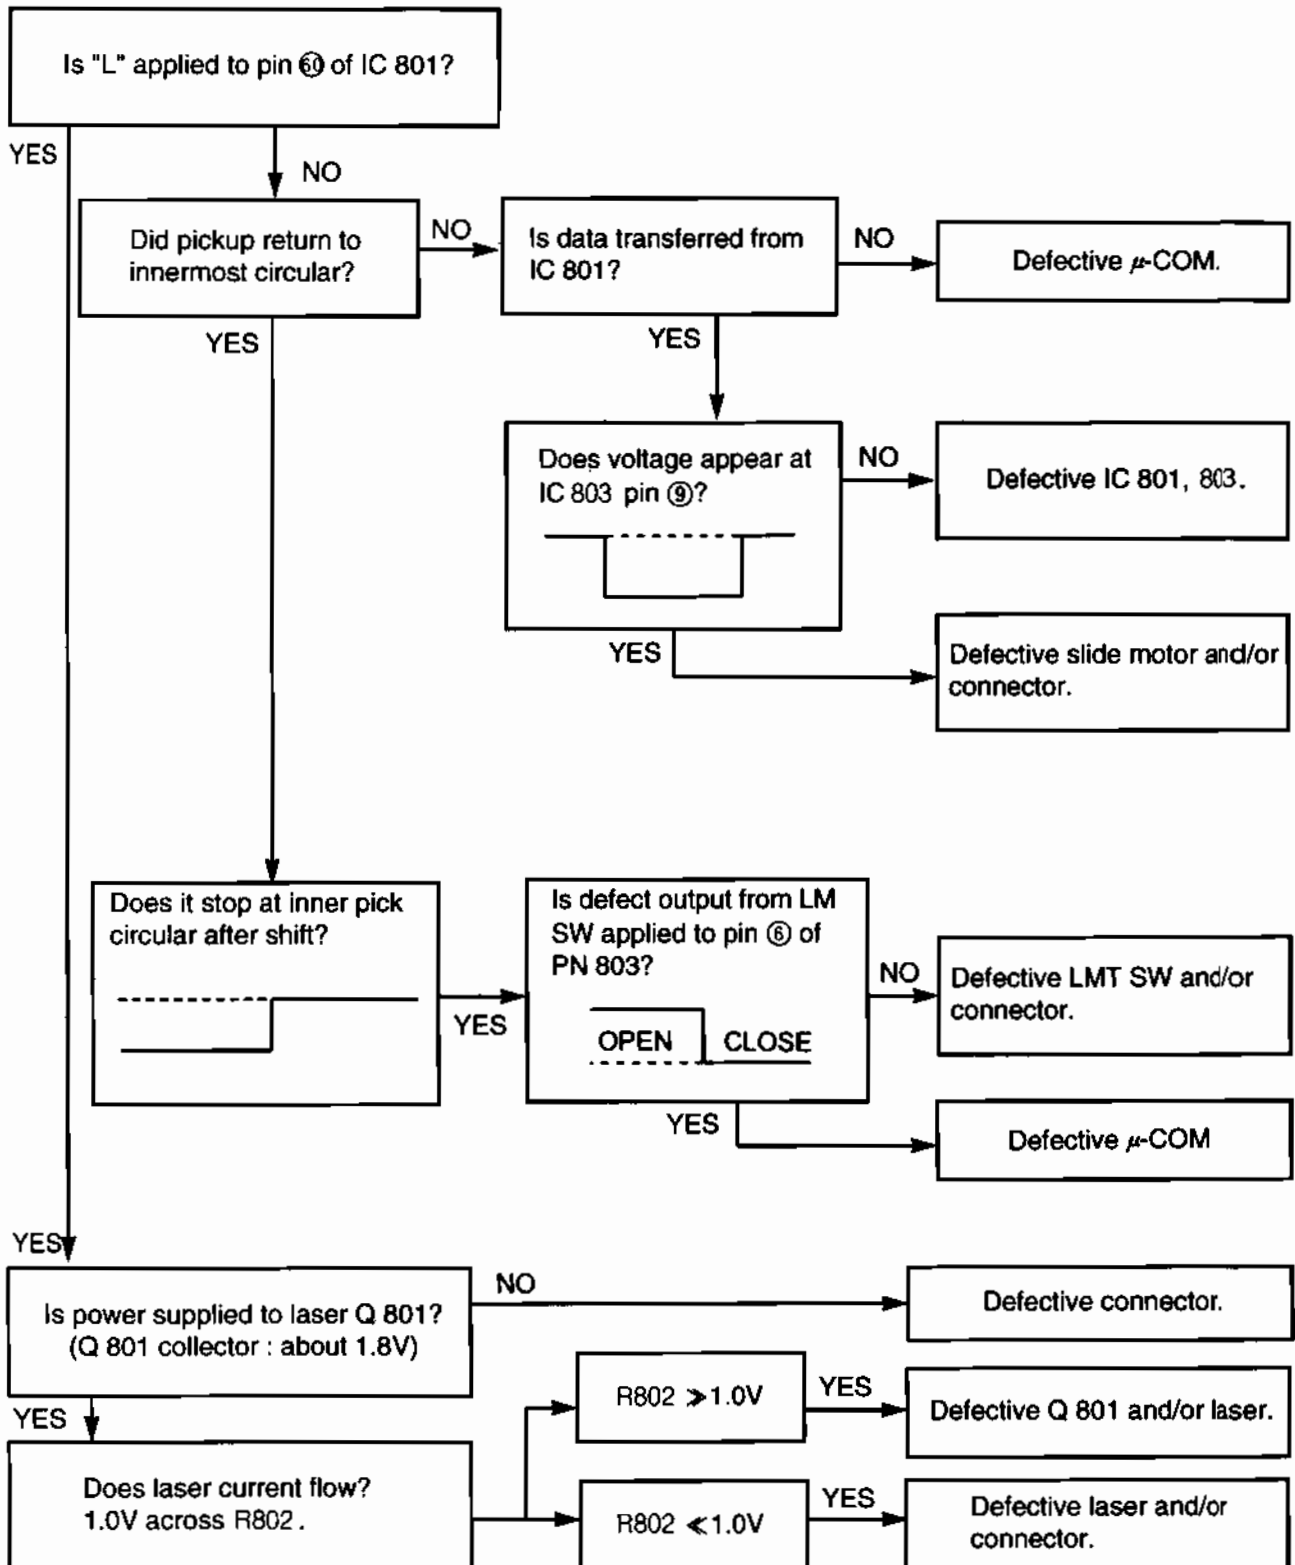 Is "L" applied to pin ⑥⓪ of IC 801?
YES
NO
Did pickup return to
innermost circular?
NO
Is data transferred from
IC 801?
NO
Defective μ-COM.
YES
YES
Does voltage appear at
IC 803 pin ⑨?
NO
Defective IC 801, 803.
YES
Defective slide motor and/or
connector.
Does it stop at inner pick
circular after shift?
YES
Is defect output from LM
SW applied to pin ⑥ of
PN 803?
OPEN CLOSE
NO
Defective LMT SW and/or
connector.
YES
Defective μ-COM
YES
Is power supplied to laser Q 801?
(Q 801 collector : about 1.8V)
NO
Defective connector.
YES
R802 ≫1.0V
YES
Defective Q 801 and/or laser.
Does laser current flow?
1.0V across R802.
R802 ≪1.0V
YES
Defective laser and/or
connector.